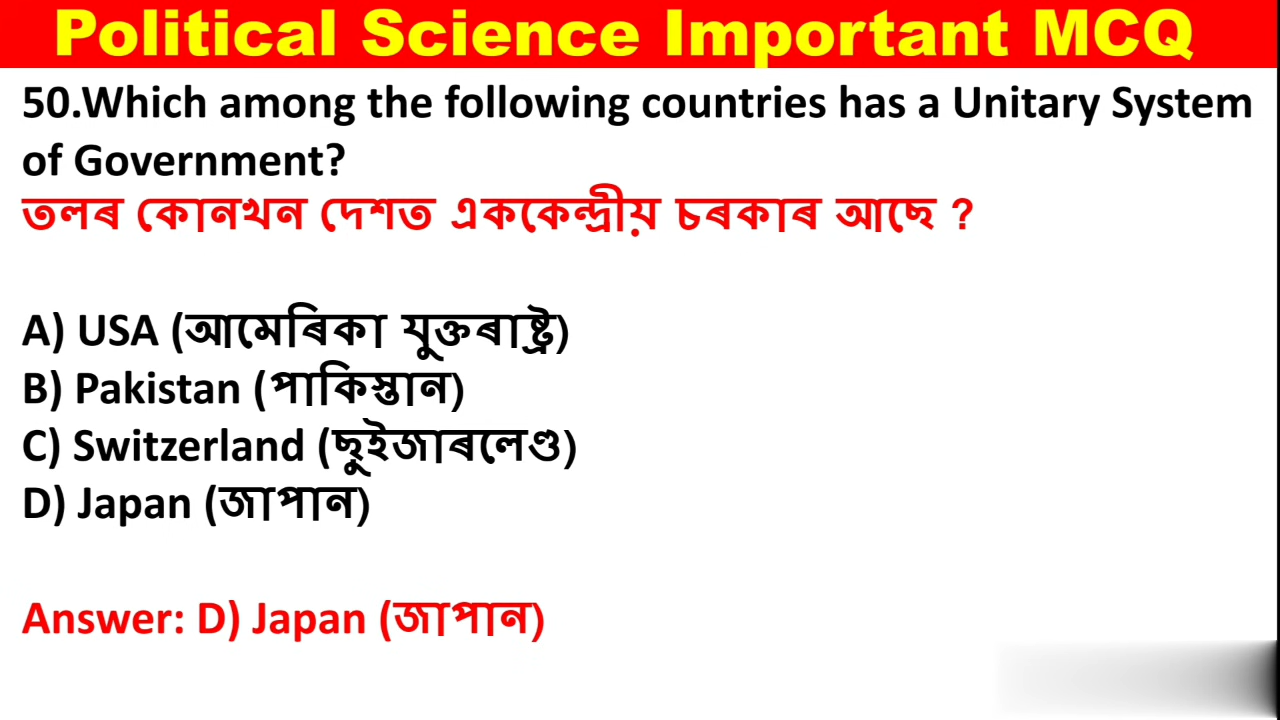 Political Science Important MCQ
50.Which among the following countries has a Unitary System
of Government?
তলৰ কোনখন দেশত এককেন্দ্ৰীয় চৰকাৰ আছে ?
A) USA (আমেৰিকা যুক্তৰাষ্ট্ৰ)
B) Pakistan (পাকিস্তান)
C) Switzerland (ছুইজাৰলেণ্ড)
D) Japan (জাপান)
Answer: D) Japan (জাপান)